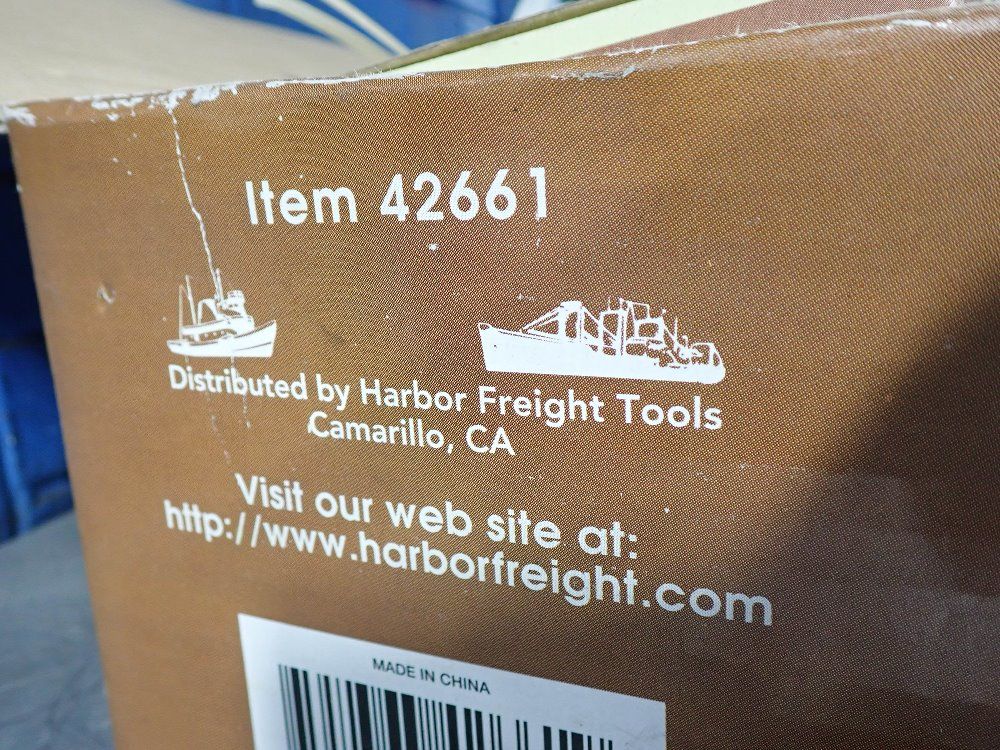 Item 42661
Distributed by Harbor Freight Tools
Camarillo, CA
Visit our web site at:
http://www.harborfreight.com
MADE IN CHINA